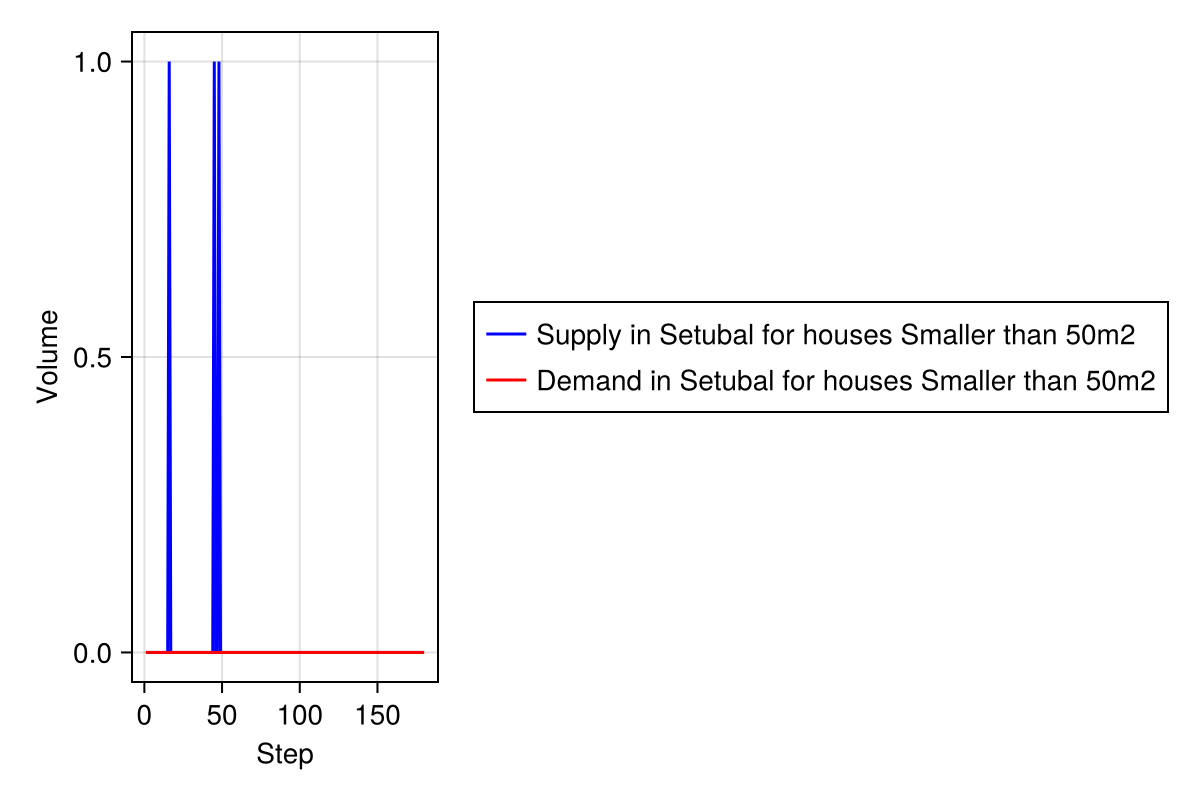 1.0
0.5
0.0
Volume
0 50 100 150
Step
Supply in Setubal for houses Smaller than 50m2
Demand in Setubal for houses Smaller than 50m2